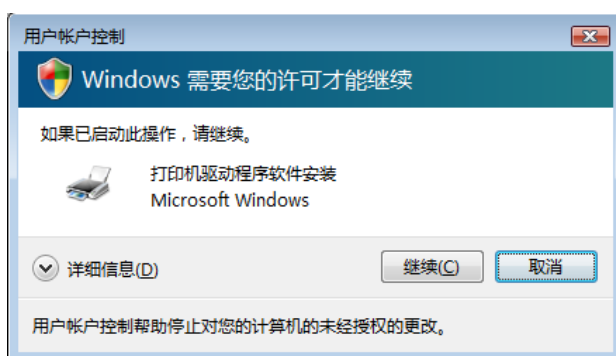 用户帐户控制
Windows 需要您的许可才能继续
如果已启动此操作，请继续。
打印机驱动程序软件安装
Microsoft Windows
详细信息(D)
继续(C)
取消
用户帐户控制帮助停止对您的计算机的未经授权的更改。